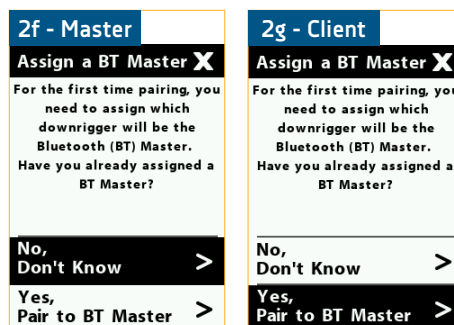 2f - Master
Assign a BT Master X
For the first time pairing, you
need to assign which
downrigger will be the
Bluetooth (BT) Master.
Have you already assigned a
BT Master?
No,
Don't Know >
Yes,
Pair to BT Master >
2g - Client
Assign a BT Master X
For the first time pairing, you
need to assign which
downrigger will be the
Bluetooth (BT) Master.
Have you already assigned a
BT Master?
No,
Don't Know >
Yes,
Pair to BT Master >